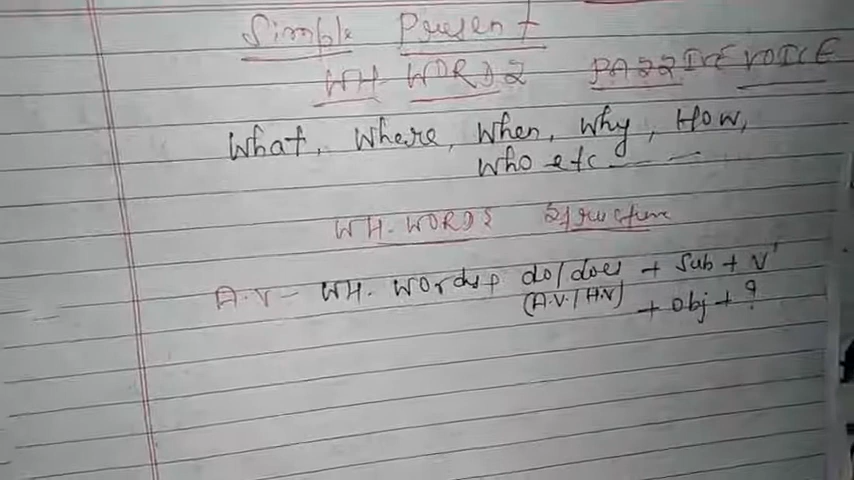 Simple Present
WH-WORDS PASSIVE VOICE
What, Where, When, Why, How,
Who etc----
WH-WORDS Structure
A.V- WH. Words+ do/does + Sub + V'
(A.V./H.V) + obj + ?